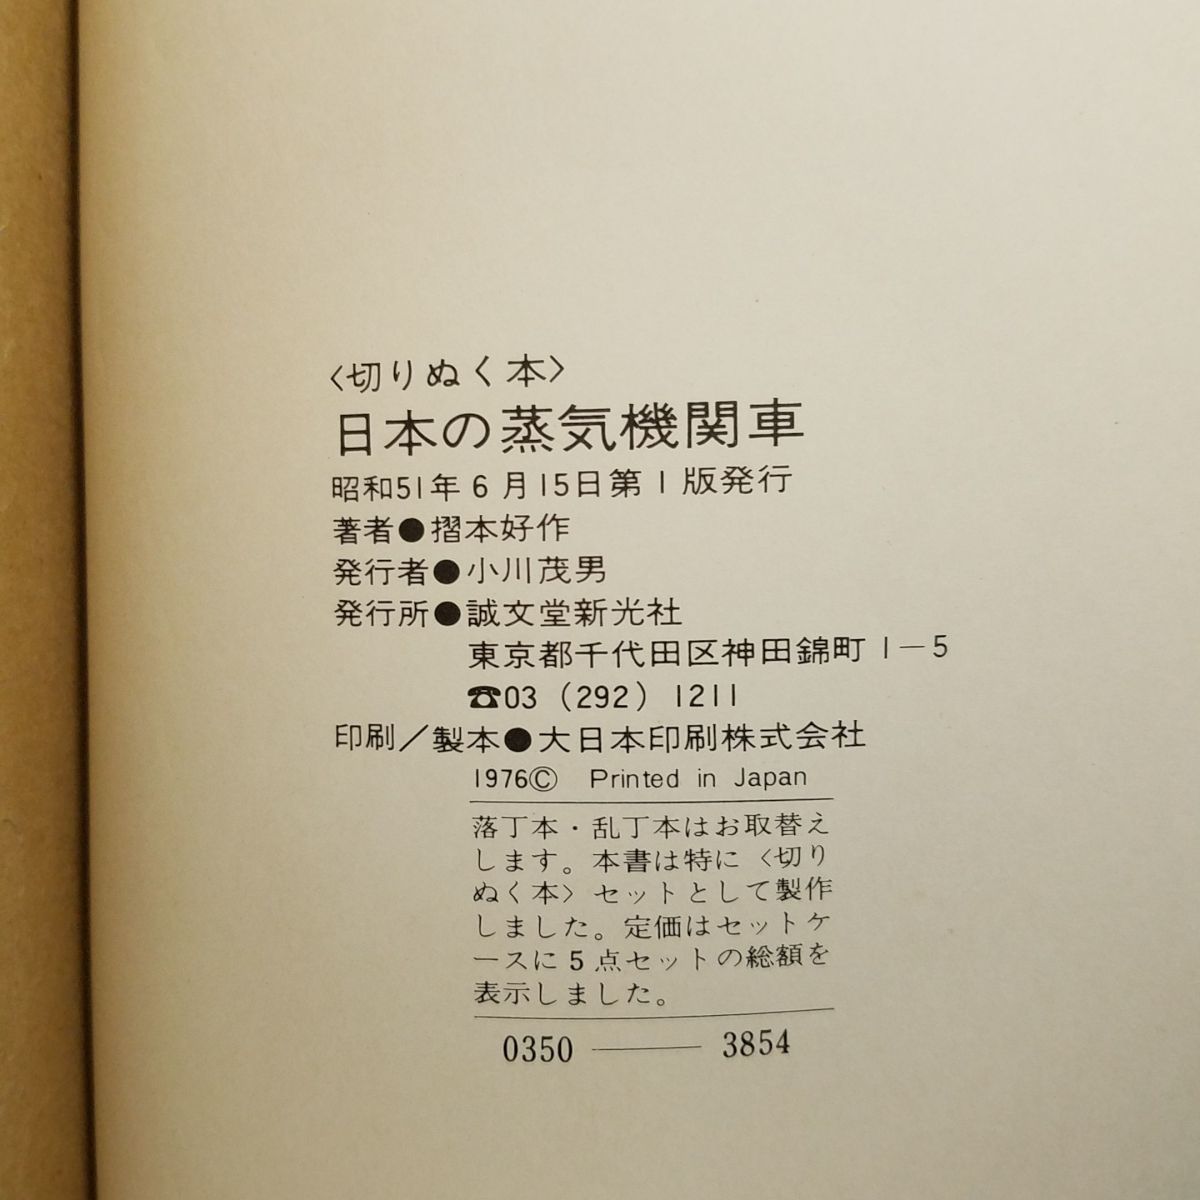 〈切りぬく本〉
日本の蒸気機関車
昭和51年6月15日第1版発行
著者●摺本好作
発行者●小川茂男
発行所●誠文堂新光社
東京都千代田区神田錦町1-5
☎03 (292) 1211
印刷/製本●大日本印刷株式会社
1976© Printed in Japan
落丁本・乱丁本はお取替え
します。本書は特に〈切り
ぬく本〉セットとして製作
しました。定価はセットケ
ースに5点セットの総額を
表示しました。
0350 — 3854